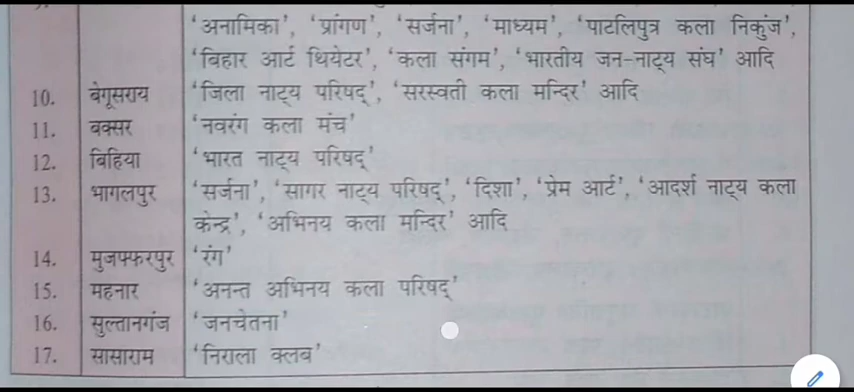 'अनामिका', 'प्रांगण', 'सर्जना', 'माध्यम', 'पाटलिपुत्र कला निकुंज',
'बिहार आर्ट थियेटर', 'कला संगम', 'भारतीय जन-नाट्य संघ' आदि
10. बेगूसराय 'जिला नाट्य परिषद्', 'सरस्वती कला मन्दिर' आदि
11. बक्सर 'नवरंग कला मंच'
12. बिहिया 'भारत नाट्य परिषद्'
13. भागलपुर 'सर्जना', 'सागर नाट्य परिषद्', 'दिशा', 'प्रेम आर्ट', 'आदर्श नाट्य कला
केन्द्र', 'अभिनय कला मन्दिर' आदि
14. मुजफ्फरपुर 'रंग'
15. महनार 'अनन्त अभिनय कला परिषद्'
16. सुल्तानगंज 'जनचेतना'
17. सासाराम 'निराला क्लब'